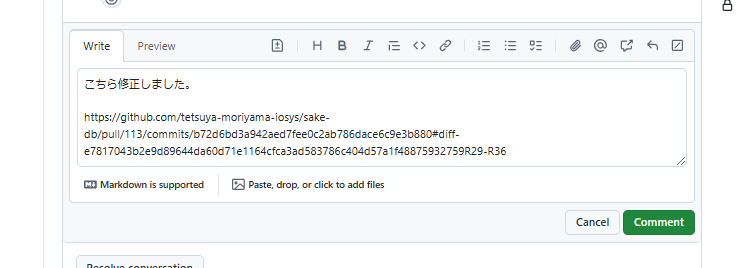 Write
Preview
H B I
こちら修正しました。
https://github.com/tetsuya-moriyama-iosys/sake-
db/pull/113/commits/b72d6bd3a942aed7fee0c2ab786dace6c9e3b880#diff-
e7817043b2e9d89644da60d71e1164cfca3ad583786c404d57a1f48875932759R29-R36
Markdown is supported
Paste, drop, or click to add files
Cancel
Comment
Resolve conversation